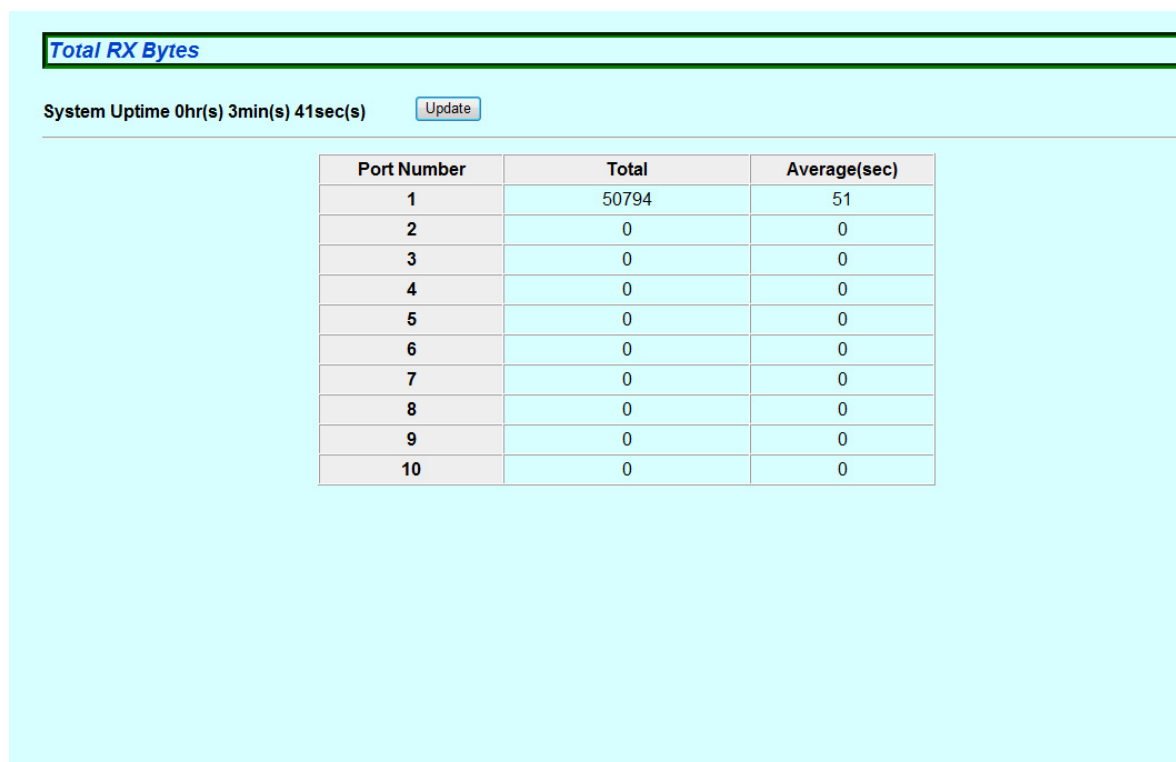 Total RX Bytes
System Uptime 0hr(s) 3min(s) 41sec(s) Update
Port Number Total Average(sec)
1 50794 51
2 0 0
3 0 0
4 0 0
5 0 0
6 0 0
7 0 0
8 0 0
9 0 0
10 0 0